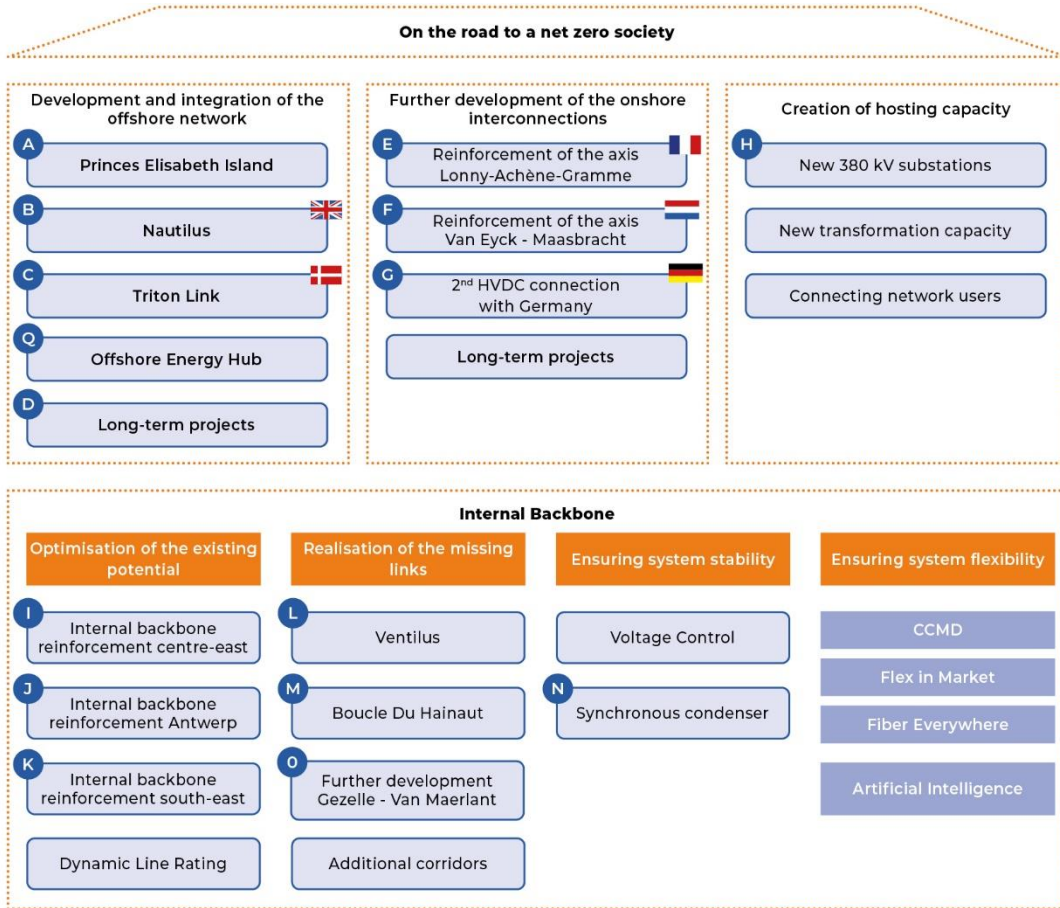 On the road to a net zero society
Development and integration of the
offshore network
A
Princes Elisabeth Island
B
Nautilus
C
Triton Link
Q
Offshore Energy Hub
D
Long-term projects
Further development of the onshore
interconnections
E
Reinforcement of the axis
Lonny-Achène-Gramme
F
Reinforcement of the axis
Van Eyck - Maasbracht
G
2nd HVDC connection
with Germany
Long-term projects
Creation of hosting capacity
H
New 380 kV substations
New transformation capacity
Connecting network users
Internal Backbone
Optimisation of the existing
potential
I
Internal backbone
reinforcement centre-east
J
Internal backbone
reinforcement Antwerp
K
Internal backbone
reinforcement south-east
Dynamic Line Rating
Realisation of the missing
links
L
Ventilus
M
Boucle Du Hainaut
0
Further development
Gezelle - Van Maerlant
Additional corridors
Ensuring system stability
Voltage Control
N
Synchronous condenser
Ensuring system flexibility
CCMD
Flex in Market
Fiber Everywhere
Artificial Intelligence